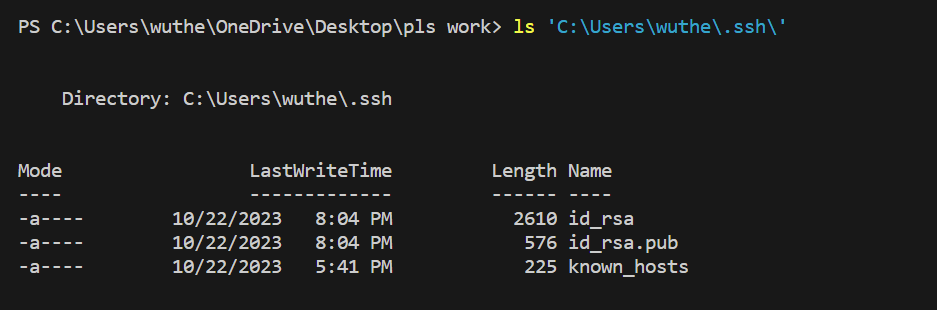 PS C:\Users\wuthe\OneDrive\Desktop\pls work> ls 'C:\Users\wuthe\.ssh\'
Directory: C:\Users\wuthe\.ssh
Mode LastWriteTime Length Name
---- ------------- ------ ----
-a---- 10/22/2023 8:04 PM 2610 id_rsa
-a---- 10/22/2023 8:04 PM 576 id_rsa.pub
-a---- 10/22/2023 5:41 PM 225 known_hosts